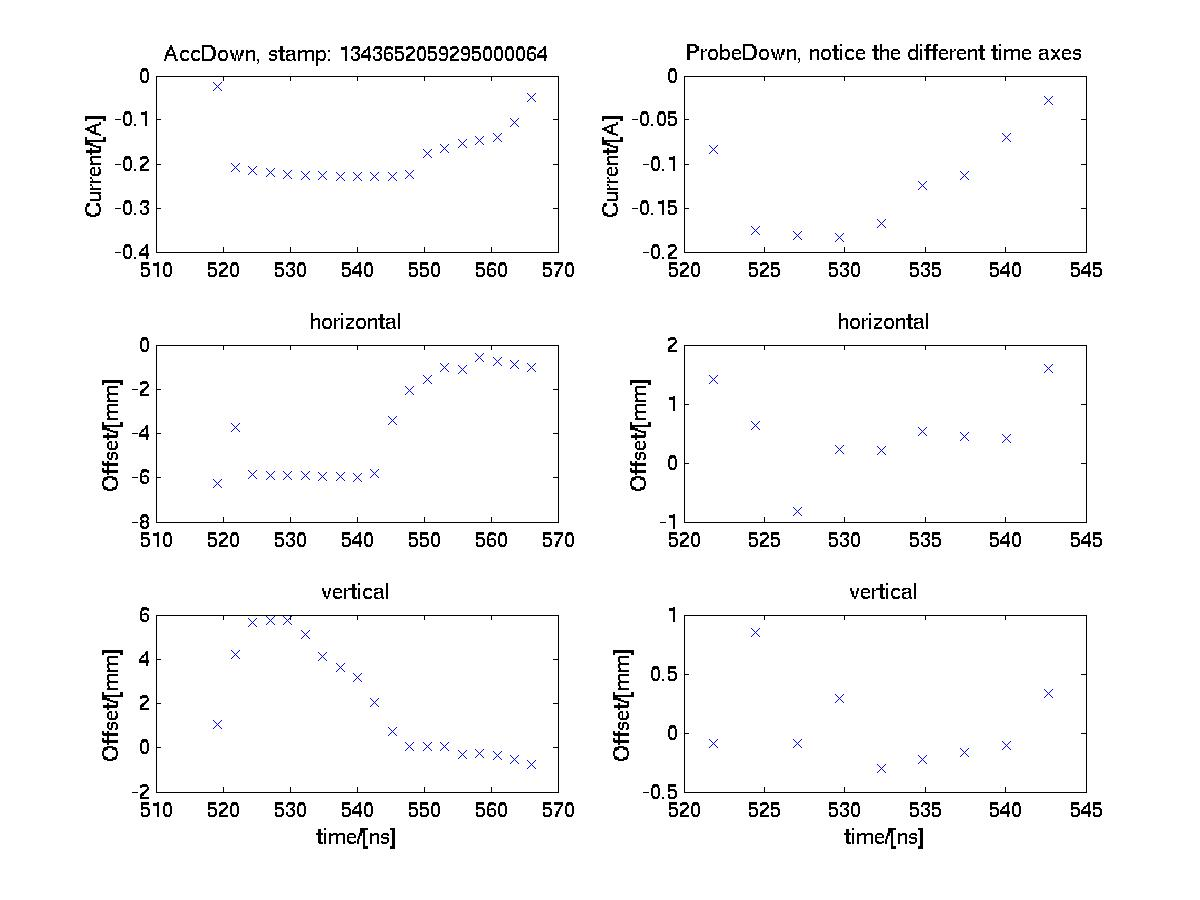 AccDown, stamp: 1343652059295000064
0
-0.1
-0.2
-0.3
-0.4
Current/[A]
510 520 530 540 550 560 570
ProbeDown, notice the different time axes
0
-0.05
-0.1
-0.15
-0.2
Current/[A]
520 525 530 535 540 545
horizontal
0
-2
-4
-6
-8
Offset/[mm]
510 520 530 540 550 560 570
horizontal
2
1
0
-1
Offset/[mm]
520 525 530 535 540 545
vertical
6
4
2
0
-2
Offset/[mm]
510 520 530 540 550 560 570
time/[ns]
vertical
1
0.5
0
-0.5
Offset/[mm]
520 525 530 535 540 545
time/[ns]